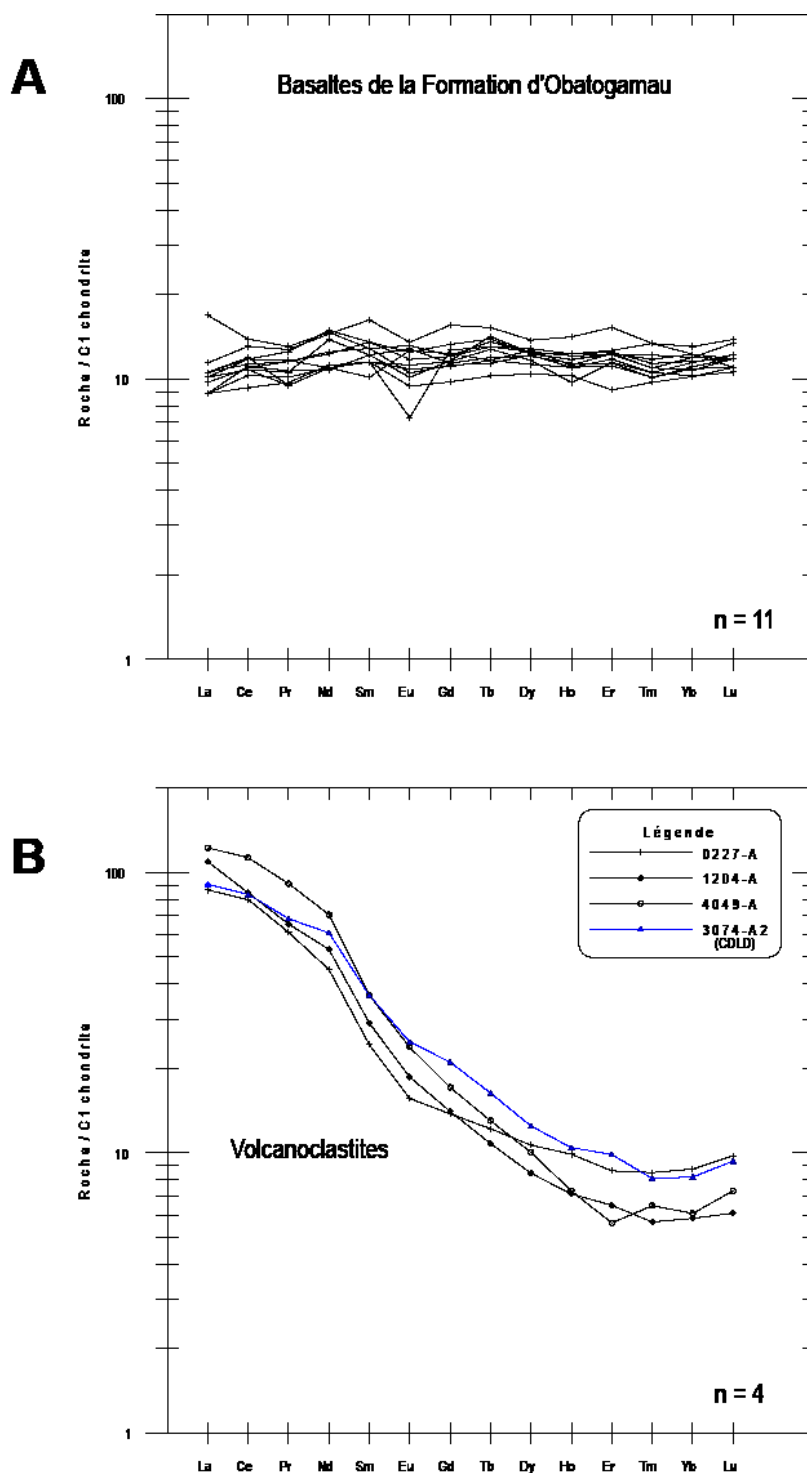 A
Basaltes de la Formation d'Obatogamau
100
10
1
Roche / C1 chondrite
n = 11
La Ce Pr Nd Sm Eu Gd Tb Dy Ho Er Tm Yb Lu
B
Légende
0227-A
1204-A
4049-A
3074-A2
(CDLD)
100
10
1
Roche / C1 chondrite
Volcanoclastites
n = 4
La Ce Pr Nd Sm Eu Gd Tb Dy Ho Er Tm Yb Lu